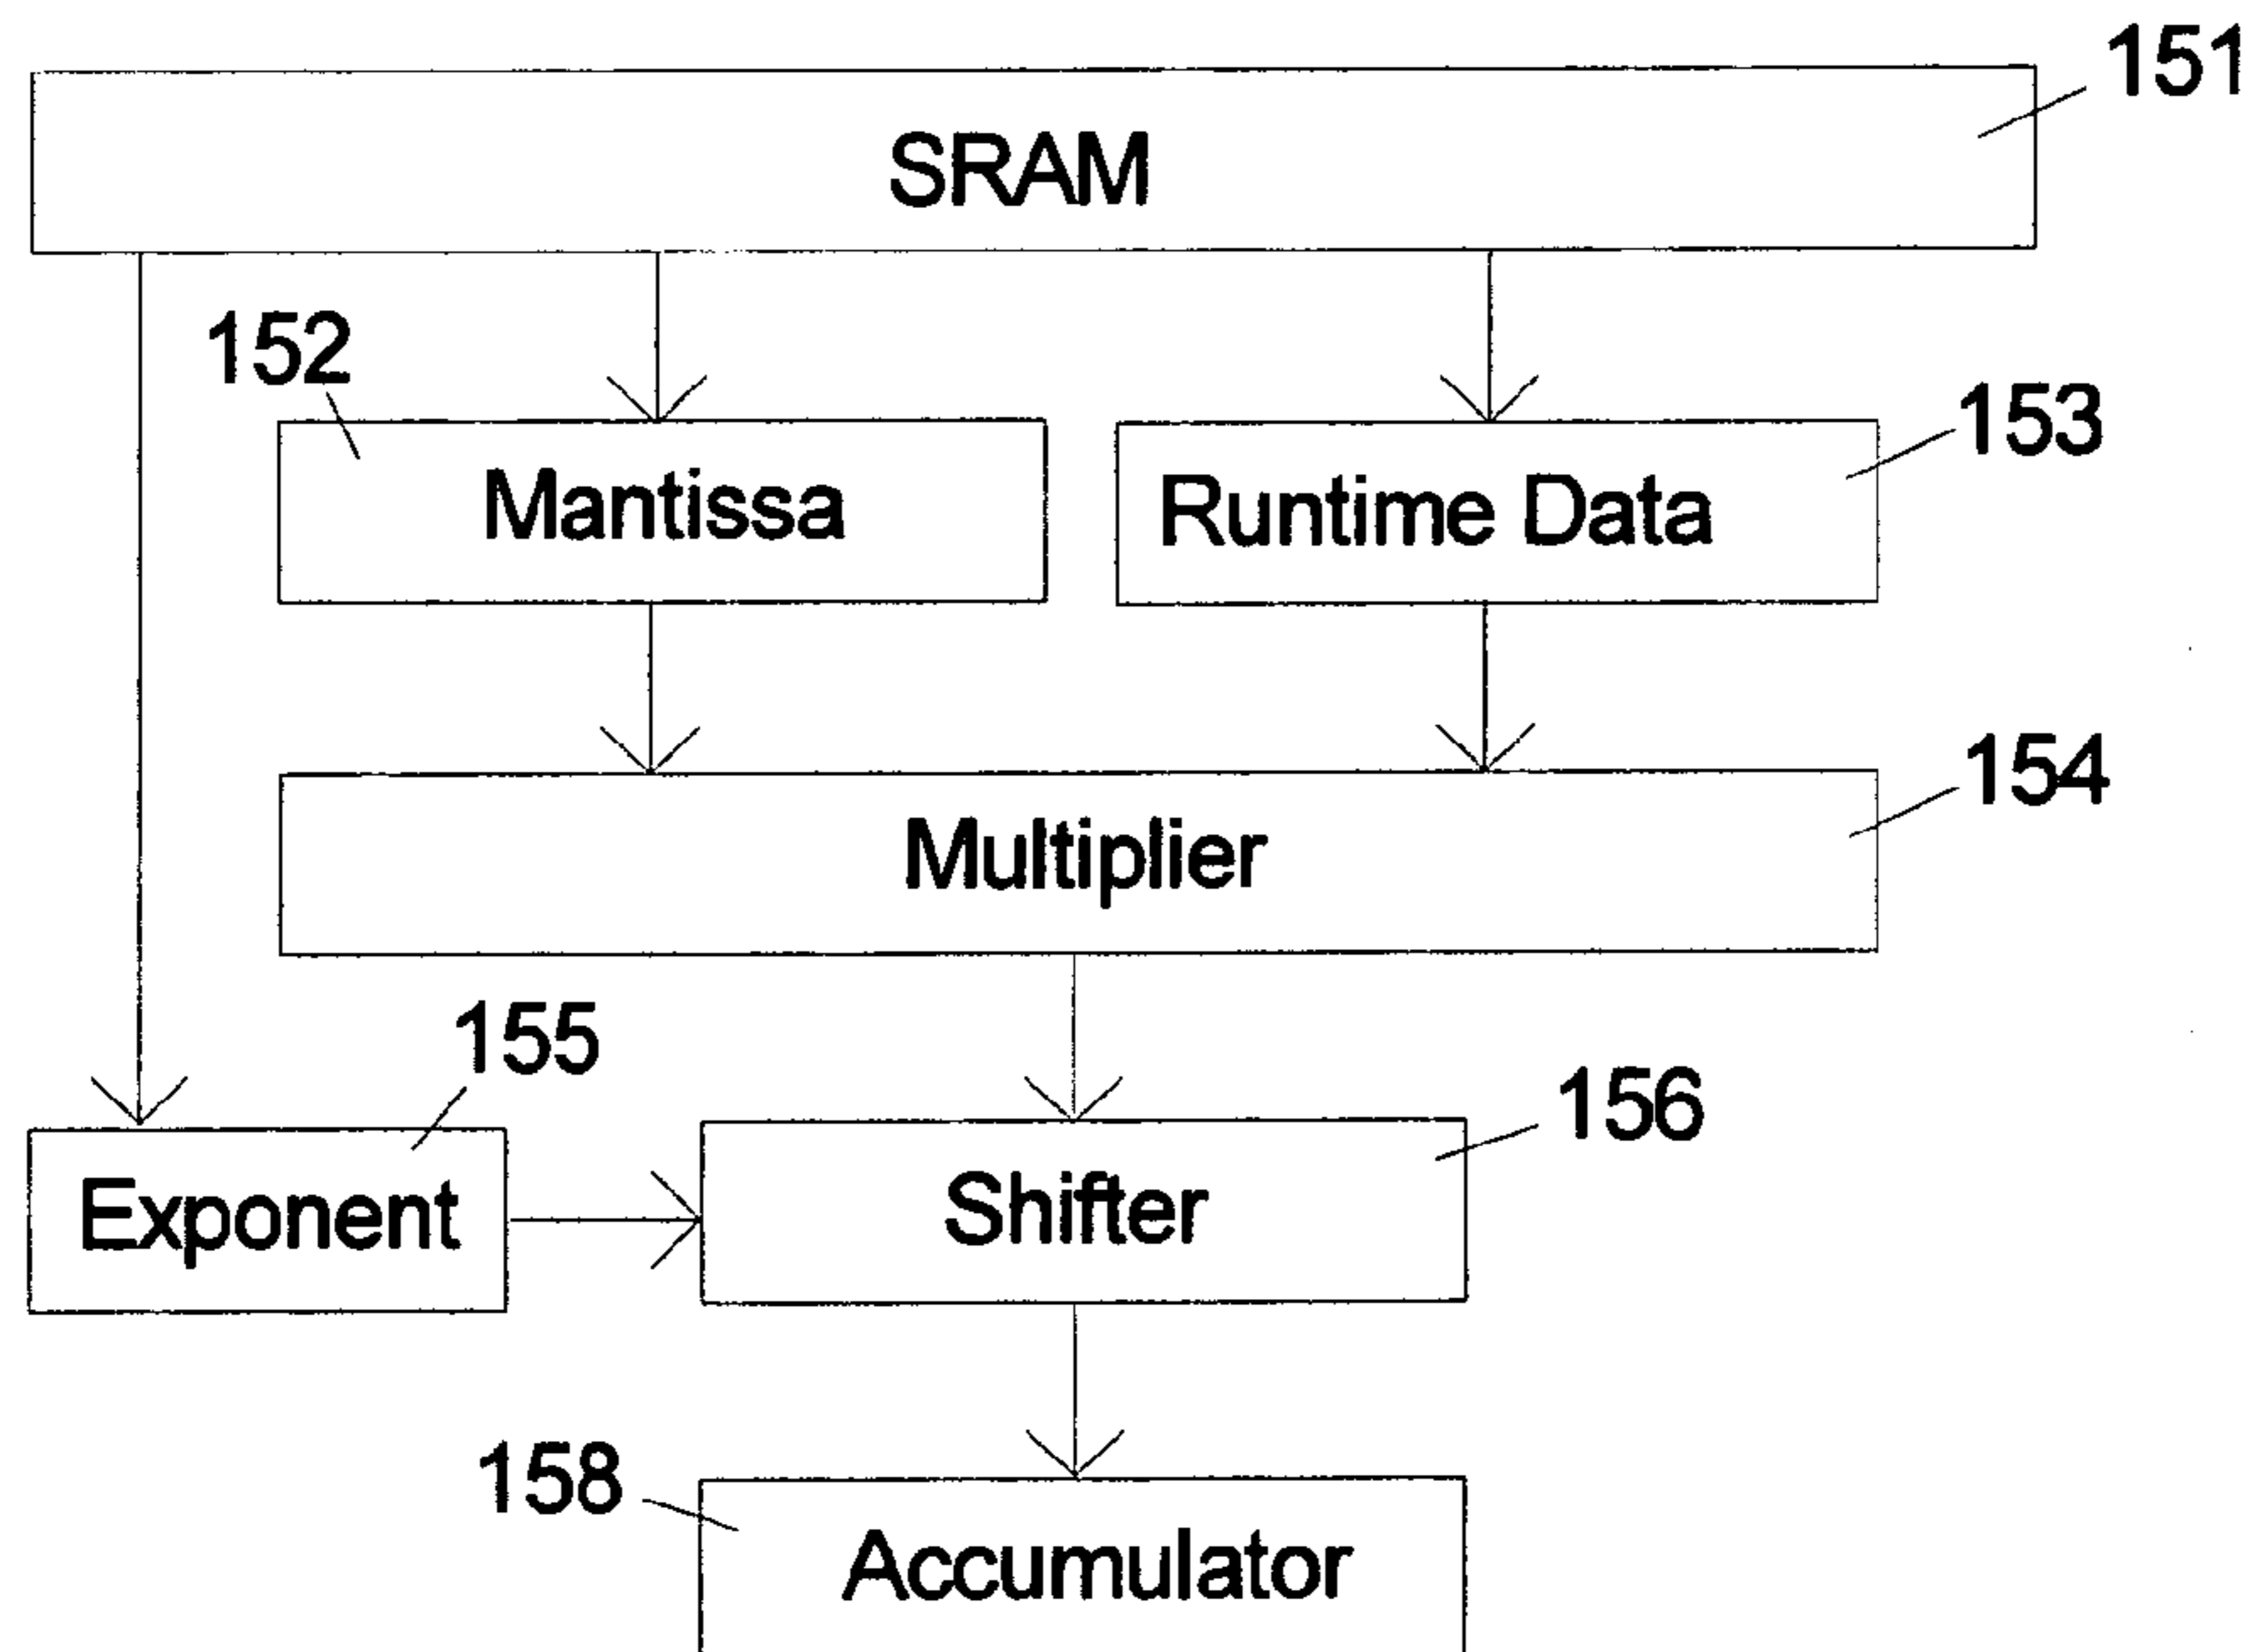 151
SRAM
152
153
Mantissa
Runtime Data
154
Multiplier
155
156
Exponent
Shifter
158
Accumulator